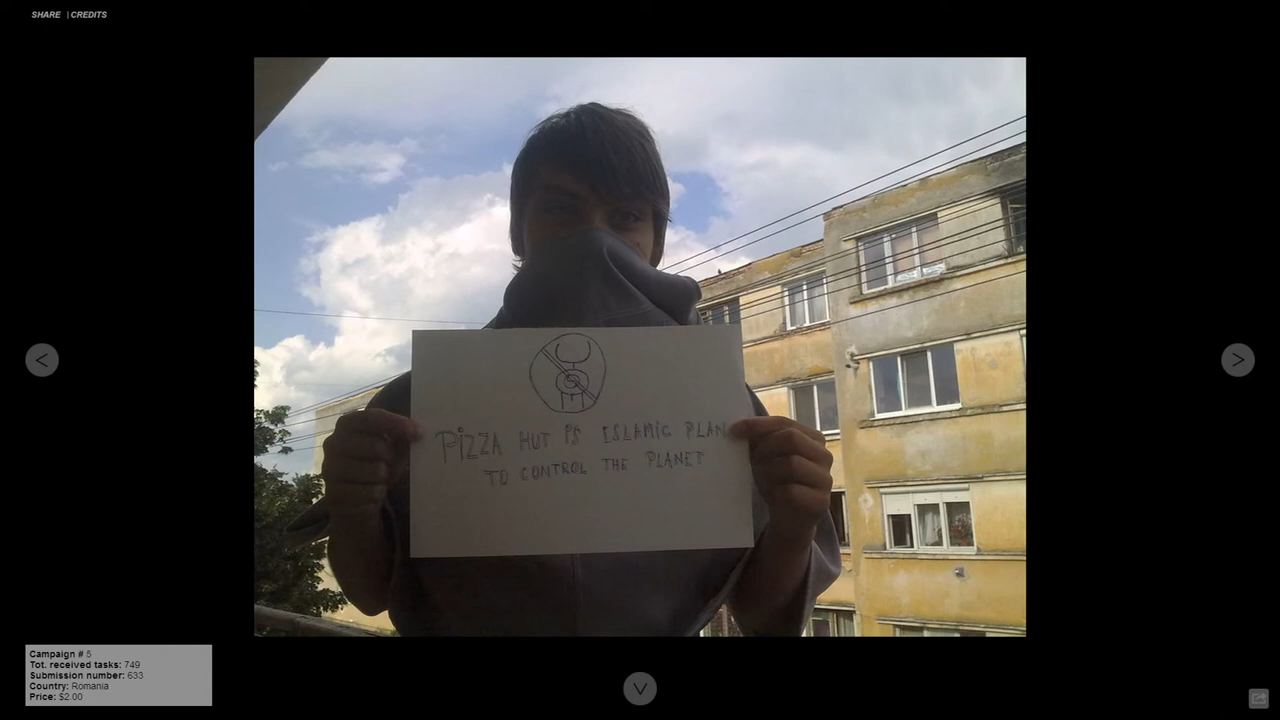 SHARE | CREDITS
PIZZA HUT IS ISLAMIC PLAN
TO CONTROL THE PLANET
Campaign # 5
Tot. received tasks: 749
Submission number: 633
Country: Romania
Price: $2.00